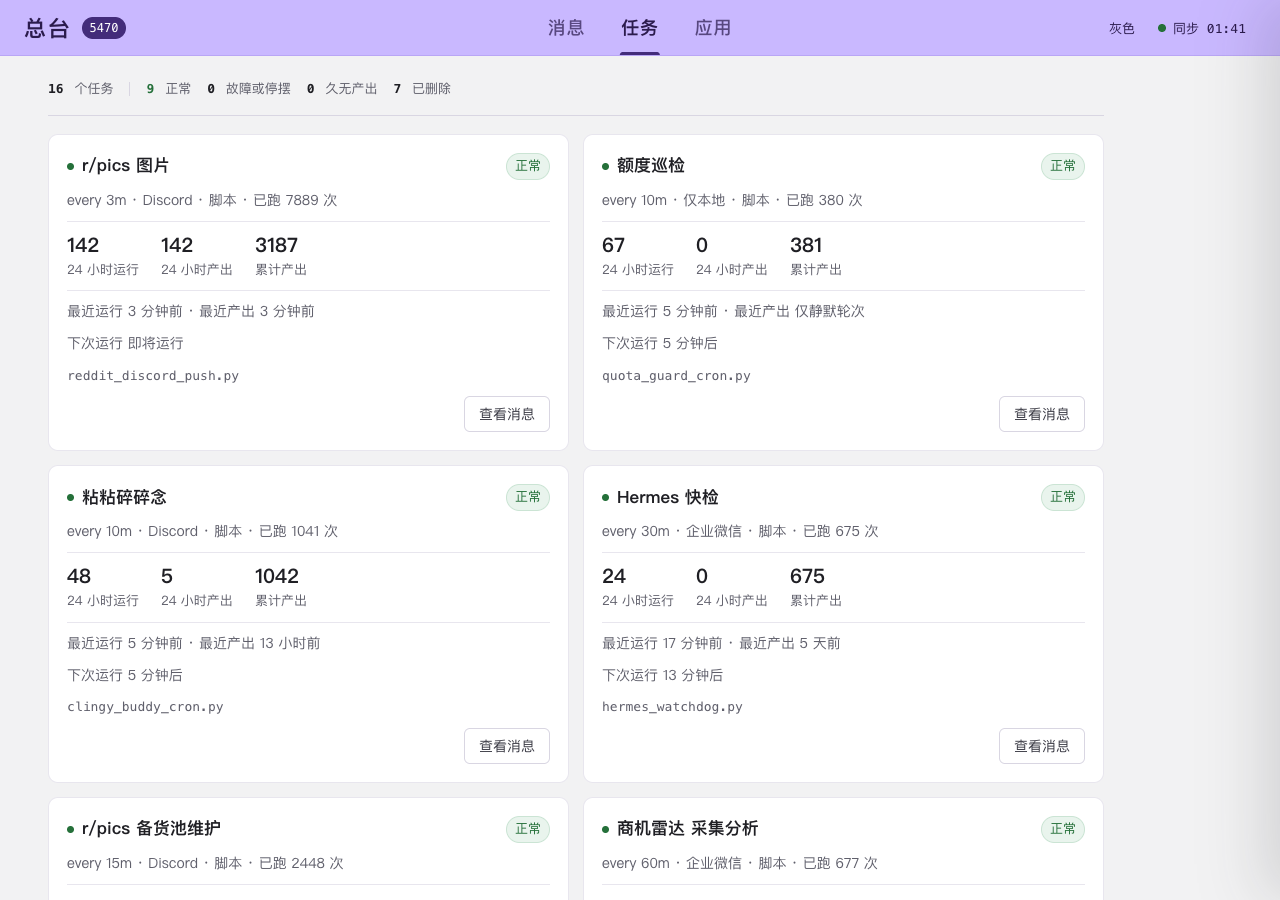 总台 5470 消息 任务 应用 灰色 同步 01:41
16 个任务 9 正常 0 故障或停摆 0 久无产出 7 已删除
r/pics 图片 正常
every 3m · Discord · 脚本 · 已跑 7889 次
142 142 3187
24 小时运行 24 小时产出 累计产出
最近运行 3 分钟前 · 最近产出 3 分钟前
下次运行 即将运行
reddit_discord_push.py
查看消息
额度巡检 正常
every 10m · 仅本地 · 脚本 · 已跑 380 次
67 0 381
24 小时运行 24 小时产出 累计产出
最近运行 5 分钟前 · 最近产出 仅静默轮次
下次运行 5 分钟后
quota_guard_cron.py
查看消息
粘粘碎碎念 正常
every 10m · Discord · 脚本 · 已跑 1041 次
48 5 1042
24 小时运行 24 小时产出 累计产出
最近运行 5 分钟前 · 最近产出 13 小时前
下次运行 5 分钟后
clingy_buddy_cron.py
查看消息
Hermes 快检 正常
every 30m · 企业微信 · 脚本 · 已跑 675 次
24 0 675
24 小时运行 24 小时产出 累计产出
最近运行 17 分钟前 · 最近产出 5 天前
下次运行 13 分钟后
hermes_watchdog.py
查看消息
r/pics 备货池维护 正常
every 15m · Discord · 脚本 · 已跑 2448 次
商机雷达 采集分析 正常
every 60m · 企业微信 · 脚本 · 已跑 677 次